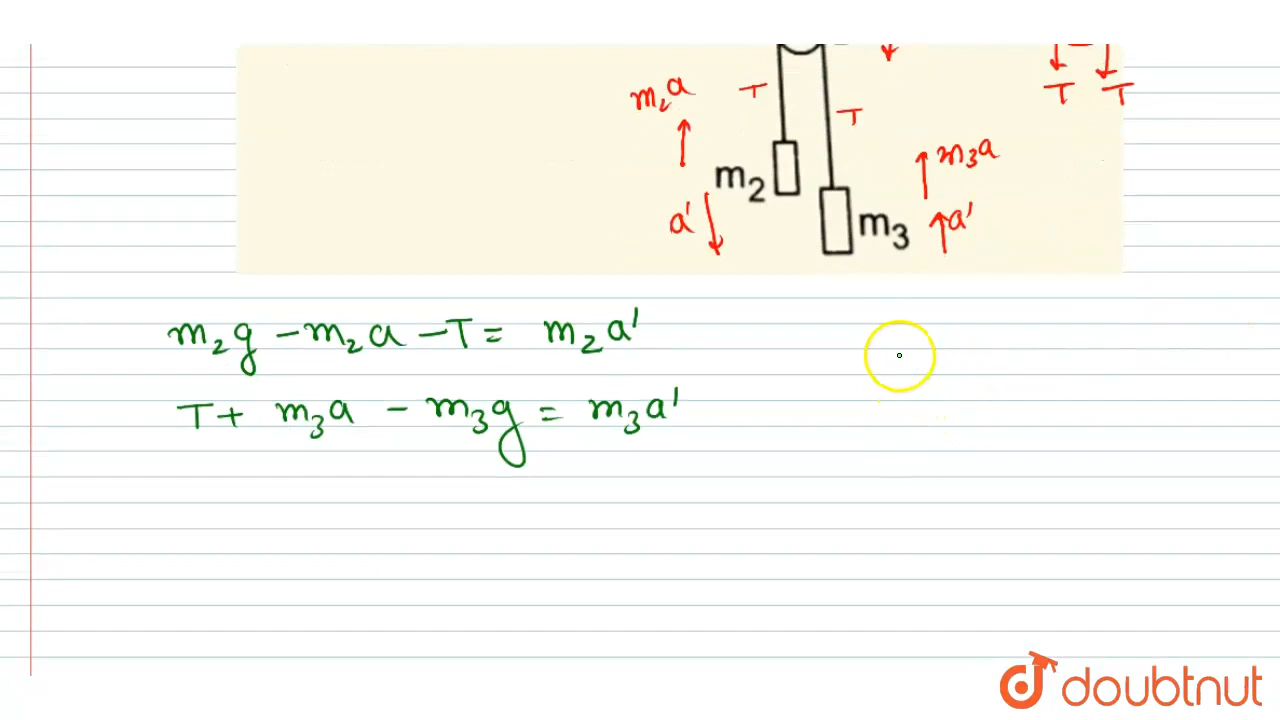 T T
m₂a T
T
m₃a
m₂
a' m₃ a'
m₂g - m₂a - T = m₂a'
T + m₃a - m₃g = m₃a'
doubtnut